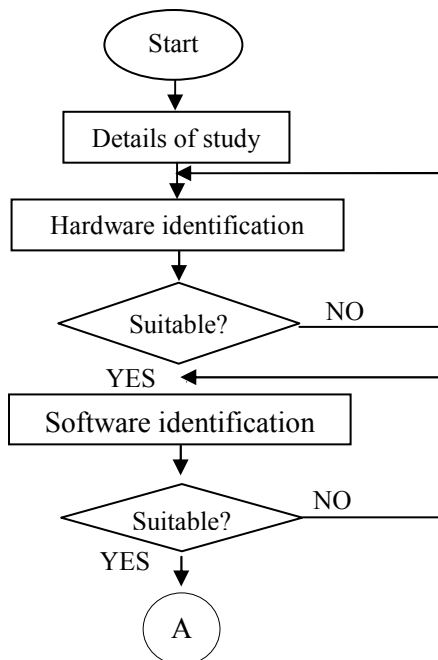 Start
Details of study
Hardware identification
Suitable?
NO
YES
Software identification
Suitable?
NO
YES
A